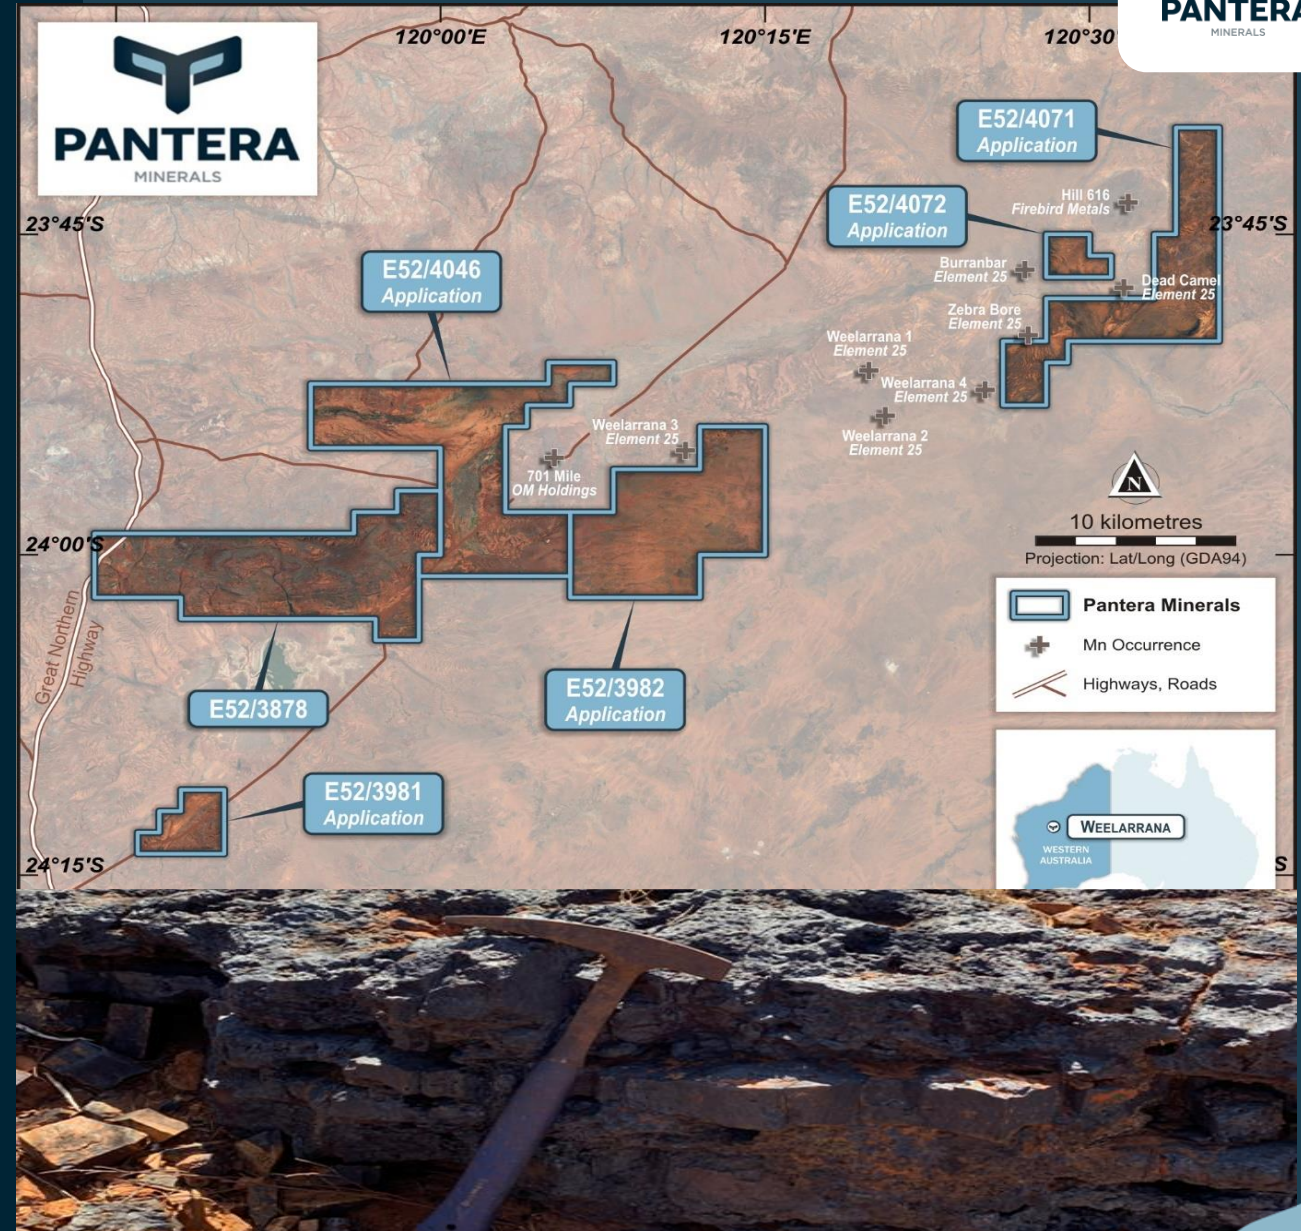 PANTERA
MINERALS
PANTERA
MINERALS
120°00'E
120°15'E
120°30'
23°45'S
23°45'S
24°00'S
24°15'S
S
E52/4071
Application
E52/4072
Application
E52/4046
Application
Hill 616
Firebird Metals
Burranbar
Element 25
Dead Camel
Element 25
Zebra Bore
Element 25
Weelarrana 1
Element 25
Weelarrana 4
Element 25
Weelarrana 2
Element 25
Weelarrana 3
Element 25
701 Mile
OM Holdings
Great Northern
Highway
E52/3878
E52/3982
Application
E52/3981
Application
N
10 kilometres
Projection: Lat/Long (GDA94)
Pantera Minerals
Mn Occurrence
Highways, Roads
WEELARRANA
WESTERN
AUSTRALIA